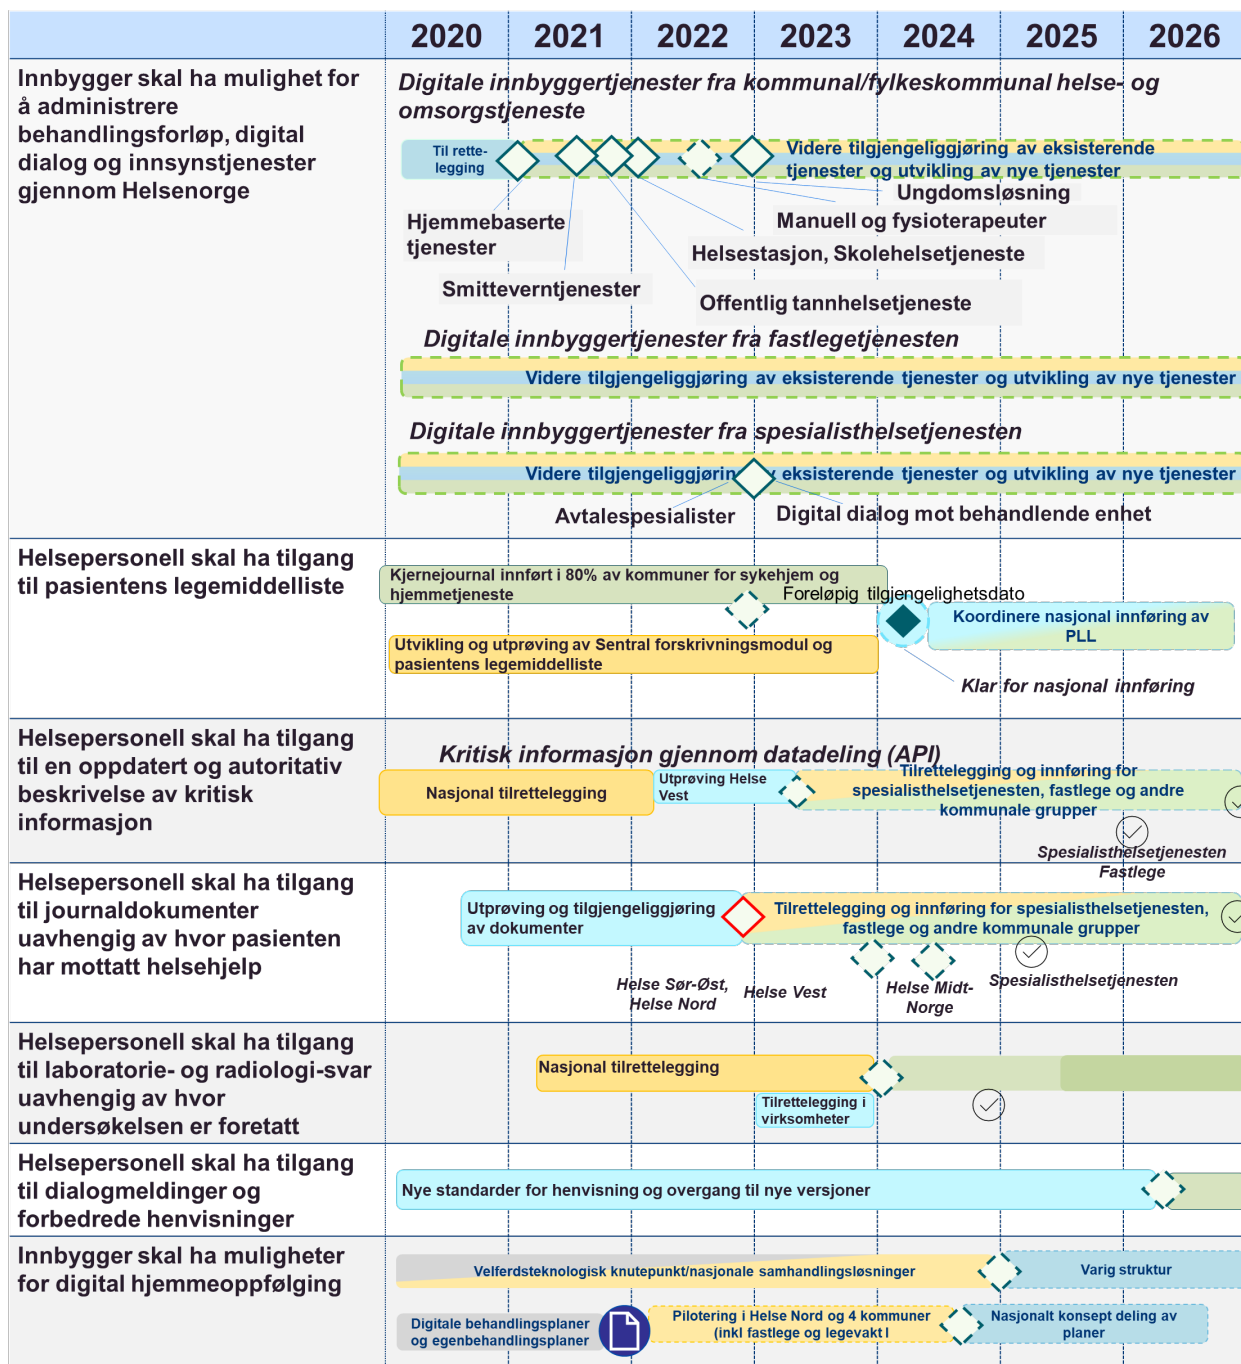 2020 2021 2022 2023 2024 2025 2026
Innbygger skal ha mulighet for
å administrere
behandlingsforløp, digital
dialog og innsynstjenester
gjennom Helsenorge
Digitale innbyggertjenester fra kommunal/fylkeskommunal helse- og
omsorgstjeneste
Til rette-
legging
Videre tilgjengeliggjøring av eksisterende
tjenester og utvikling av nye tjenester
Ungdomsløsning
Manuell og fysioterapeuter
Hjemmebaserte
tjenester
Helsestasjon, Skolehelsetjeneste
Smitteverntjenester
Offentlig tannhelsetjeneste
Digitale innbyggertjenester fra fastlegetjenesten
Videre tilgjengeliggjøring av eksisterende tjenester og utvikling av nye tjenester
Digitale innbyggertjenester fra spesialisthelsetjenesten
Videre tilgjengeliggjøring av eksisterende tjenester og utvikling av nye tjenester
Avtalespesialister
Digital dialog mot behandlende enhet
Helsepersonell skal ha tilgang
til pasientens legemiddelliste
Kjernejournal innført i 80% av kommuner for sykehjem og
hjemmetjeneste
Foreløpig tilgjengelighetsdato
Koordinere nasjonal innføring av
PLL
Utvikling og utprøving av Sentral forskrivningsmodul og
pasientens legemiddelliste
Klar for nasjonal innføring
Helsepersonell skal ha tilgang
til en oppdatert og autoritativ
beskrivelse av kritisk
informasjon
Kritisk informasjon gjennom datadeling (API)
Nasjonal tilrettelegging
Utprøving Helse
Vest
Tilrettelegging og innføring for
spesialisthelsetjenesten, fastlege og andre
kommunale grupper
Spesialisthelsetjenesten
Fastlege
Helsepersonell skal ha tilgang
til journaldokumenter
uavhengig av hvor pasienten
har mottatt helsehjelp
Utprøving og tilgjengeliggjøring
av dokumenter
Tilrettelegging og innføring for spesialisthelsetjenesten,
fastlege og andre kommunale grupper
Helse Sør-Øst,
Helse Nord
Helse Vest
Helse Midt-
Norge
Spesialisthelsetjenesten
Helsepersonell skal ha tilgang
til laboratorie- og radiologi-svar
uavhengig av hvor
undersøkelsen er foretatt
Nasjonal tilrettelegging
Tilrettelegging i
virksomheter
Helsepersonell skal ha tilgang
til dialogmeldinger og
forbedrede henvisninger
Nye standarder for henvisning og overgang til nye versjoner
Innbygger skal ha muligheter
for digital hjemmeoppfølging
Velferdsteknologisk knutepunkt/nasjonale samhandlingsløsninger
Varig struktur
Digitale behandlingsplaner
og egenbehandlingsplaner
Pilotering i Helse Nord og 4 kommuner
(inkl fastlege og legevakt I
Nasjonalt konsept deling av
planer